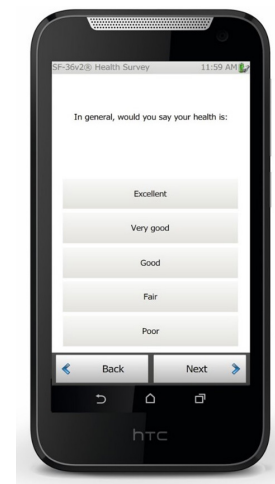 SF-36v2® Health Survey 11:59 AM
In general, would you say your health is:
Excellent
Very good
Good
Fair
Poor
Back Next
hTC